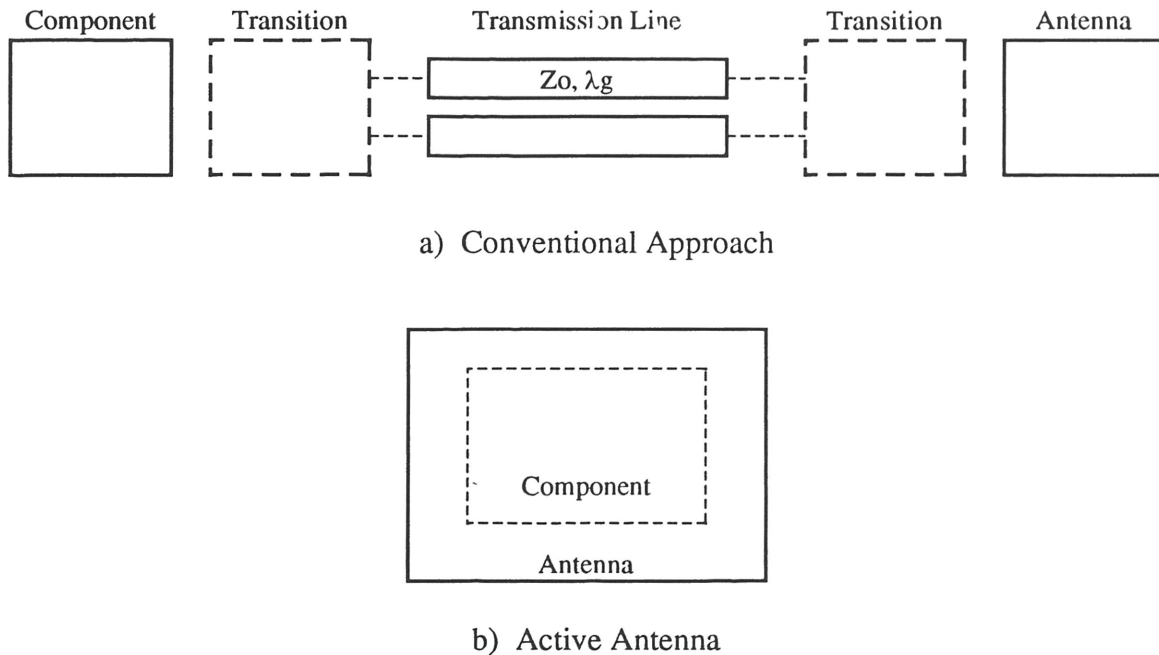 Component Transition Transmission Line Transition Antenna
Zo, λg
a) Conventional Approach
Component
Antenna
b) Active Antenna